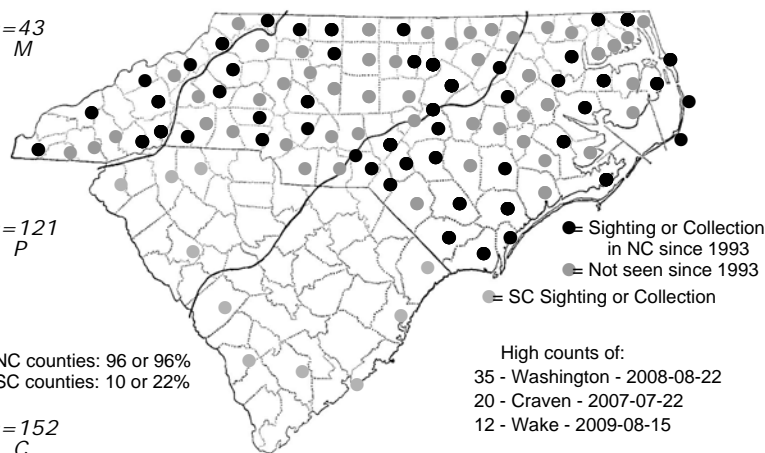 =43
M
=121
P
= Sighting or Collection
in NC since 1993
= Not seen since 1993
= SC Sighting or Collection
NC counties: 96 or 96%
SC counties: 10 or 22%
High counts of:
35 - Washington - 2008-08-22
20 - Craven - 2007-07-22
12 - Wake - 2009-08-15
=152
C